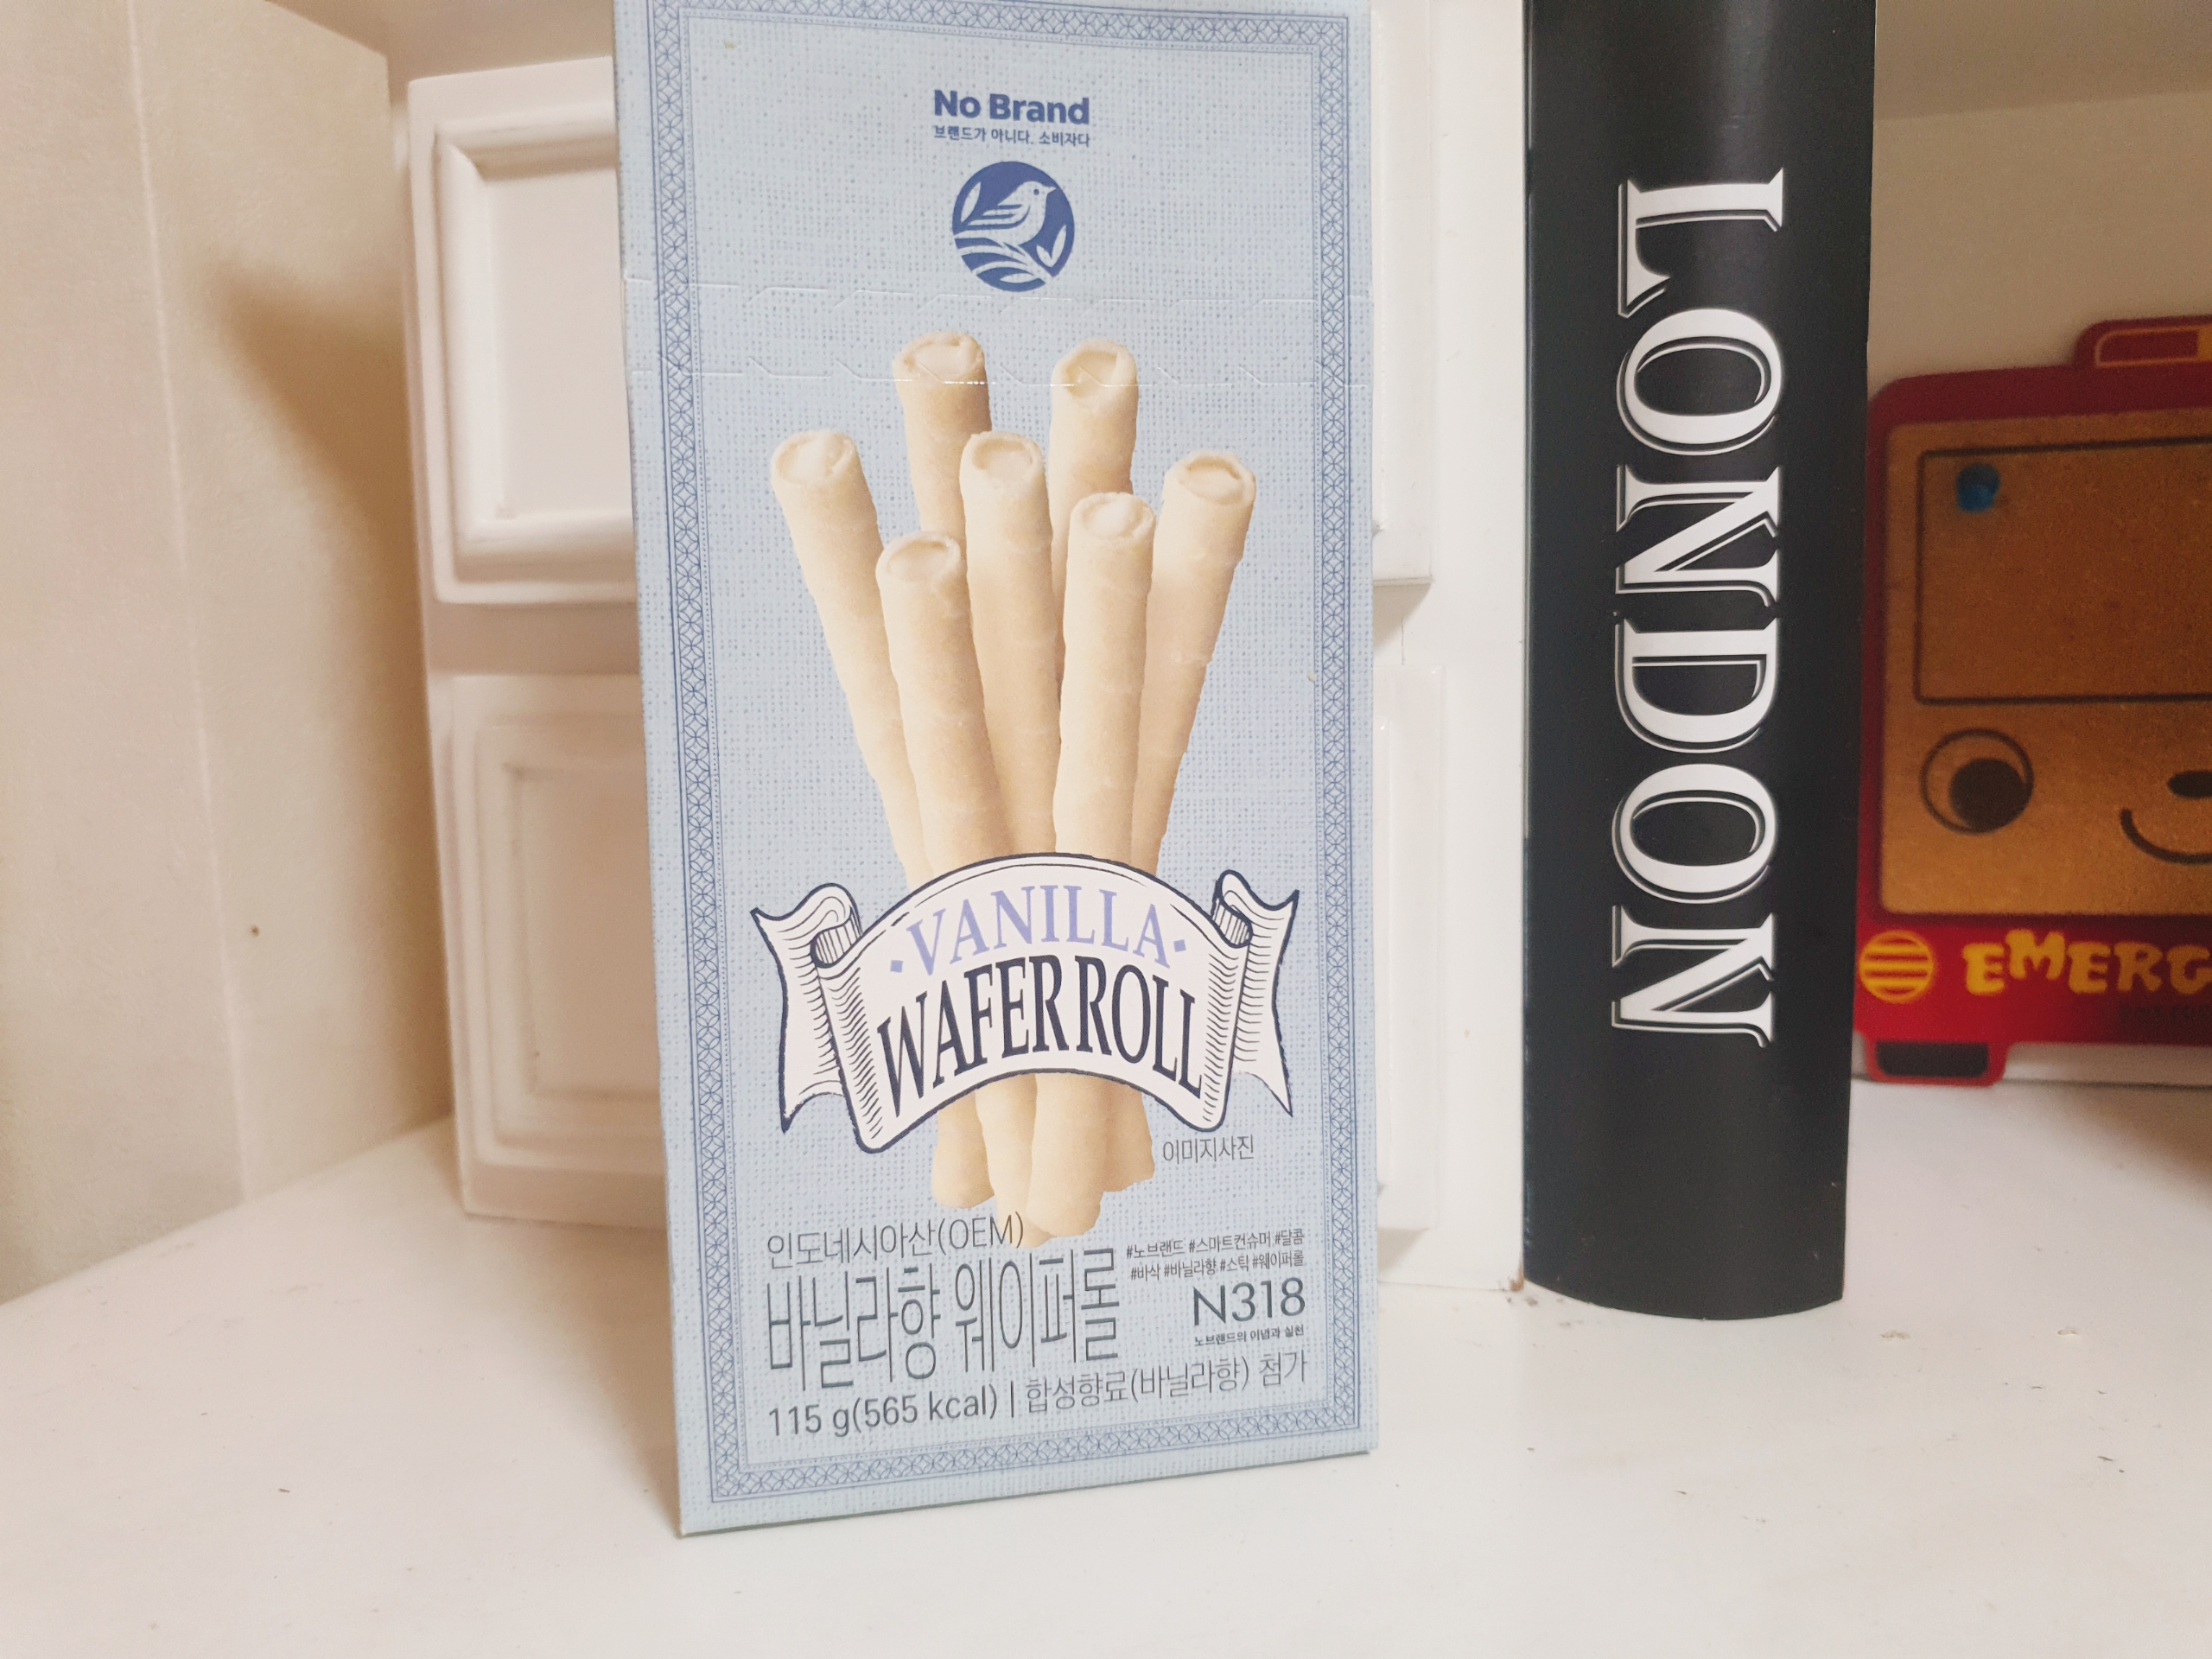 No Brand
브랜드가 아니다. 소비자다
VANILLA
WAFER ROLL
이미지사진
인도네시아산(OEM)
바닐라향 웨이퍼롤
#노브랜드 #스마트컨슈머 #달콤
#바삭 #바닐라향 #스틱 #웨이퍼롤
N318
노브랜드의 이념과 실천
115 g(565 kcal) | 합성향료(바닐라향) 첨가
LONDON
EMERG